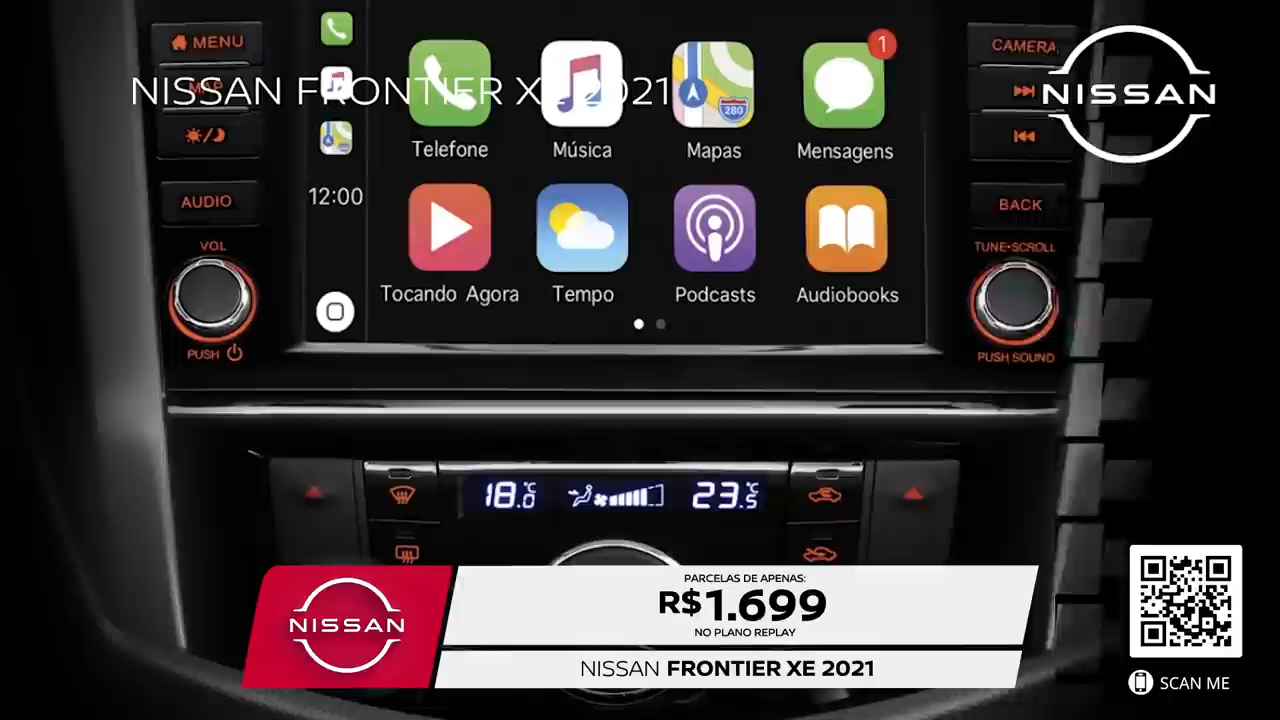 MENU
MAP
AUDIO
VOL
PUSH
NISSAN FRONTIER XE 2021
12:00
Telefone
Música
280
Mapas
1
Mensagens
Tocando Agora
Tempo
Podcasts
Audiobooks
CAMERA
NISSAN
BACK
TUNE•SCROLL
PUSH SOUND
18.0°C
23.5°C
NISSAN
PARCELAS DE APENAS:
R$1.699
NO PLANO REPLAY
NISSAN FRONTIER XE 2021
SCAN ME